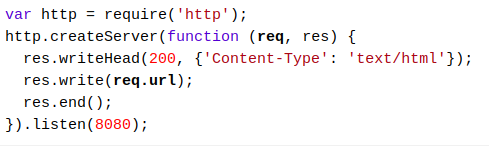 var http = require('http');
http.createServer(function (req, res) {
  res.writeHead(200, {'Content-Type': 'text/html'});
  res.write(req.url);
  res.end();
}).listen(8080);